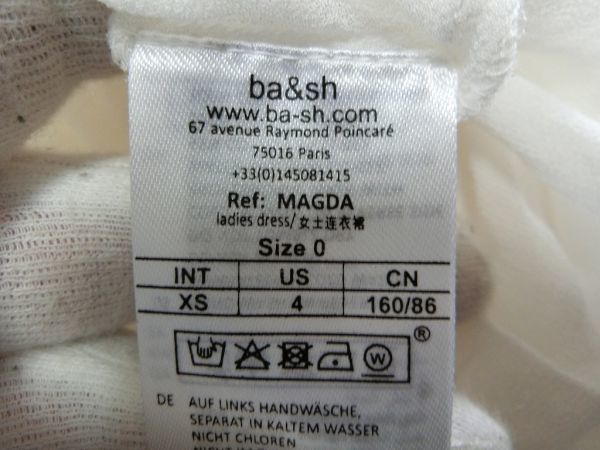 ba&sh
www.ba-sh.com
67 avenue Raymond Poincaré
75016 Paris
+33(0)145081415
Ref: MAGDA
ladies dress/女士连衣裙
Size 0
INT US CN
XS 4 160/86
W ®
DE AUF LINKS HANDWÄSCHE,
SEPARAT IN KALTEM WASSER
NICHT CHLOREN